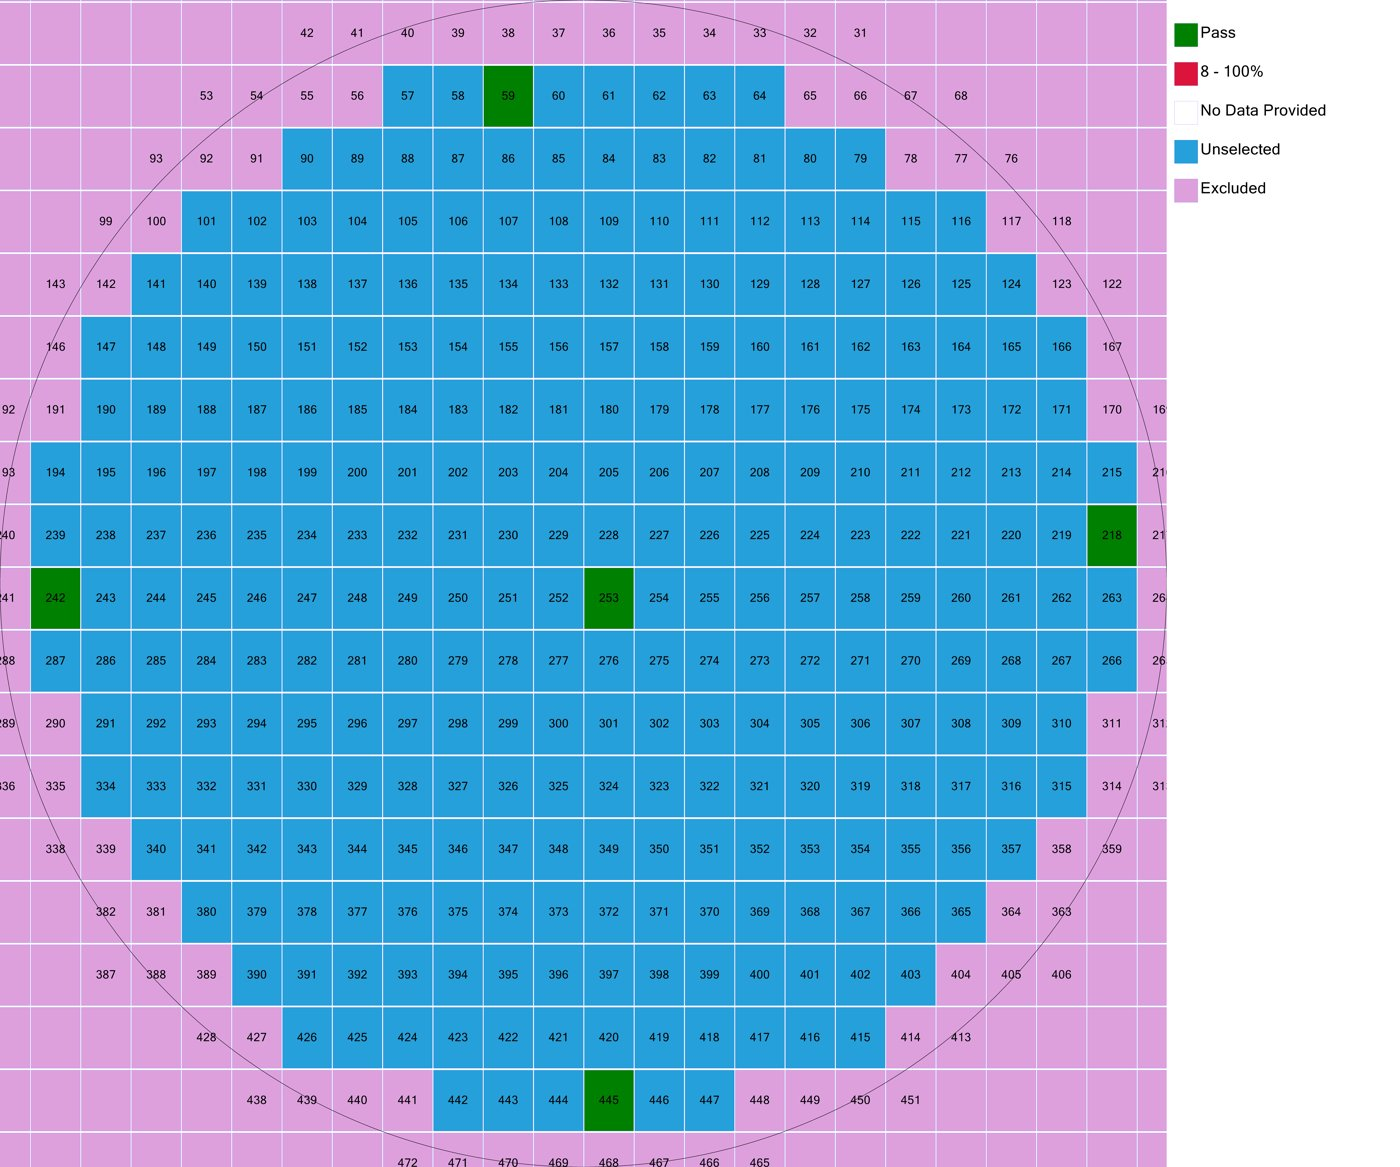 42 41 40 39 38 37 36 35 34 33 32 31
53 54 55 56 57 58 59 60 61 62 63 64 65 66 67 68
93 92 91 90 89 88 87 86 85 84 83 82 81 80 79 78 77 76
99 100 101 102 103 104 105 106 107 108 109 110 111 112 113 114 115 116 117 118
143 142 141 140 139 138 137 136 135 134 133 132 131 130 129 128 127 126 125 124 123 122
146 147 148 149 150 151 152 153 154 155 156 157 158 159 160 161 162 163 164 165 166 167
92 191 190 189 188 187 186 185 184 183 182 181 180 179 178 177 176 175 174 173 172 171 170 16
93 194 195 196 197 198 199 200 201 202 203 204 205 206 207 208 209 210 211 212 213 214 215 21
40 239 238 237 236 235 234 233 232 231 230 229 228 227 226 225 224 223 222 221 220 219 218 21
41 242 243 244 245 246 247 248 249 250 251 252 253 254 255 256 257 258 259 260 261 262 263 26
88 287 286 285 284 283 282 281 280 279 278 277 276 275 274 273 272 271 270 269 268 267 266 26
89 290 291 292 293 294 295 296 297 298 299 300 301 302 303 304 305 306 307 308 309 310 311 31
36 335 334 333 332 331 330 329 328 327 326 325 324 323 322 321 320 319 318 317 316 315 314 31
338 339 340 341 342 343 344 345 346 347 348 349 350 351 352 353 354 355 356 357 358 359
382 381 380 379 378 377 376 375 374 373 372 371 370 369 368 367 366 365 364 363
387 388 389 390 391 392 393 394 395 396 397 398 399 400 401 402 403 404 405 406
428 427 426 425 424 423 422 421 420 419 418 417 416 415 414 413
438 439 440 441 442 443 444 445 446 447 448 449 450 451
472 471 470 469 468 467 466 465
Pass
8 - 100%
No Data Provided
Unselected
Excluded